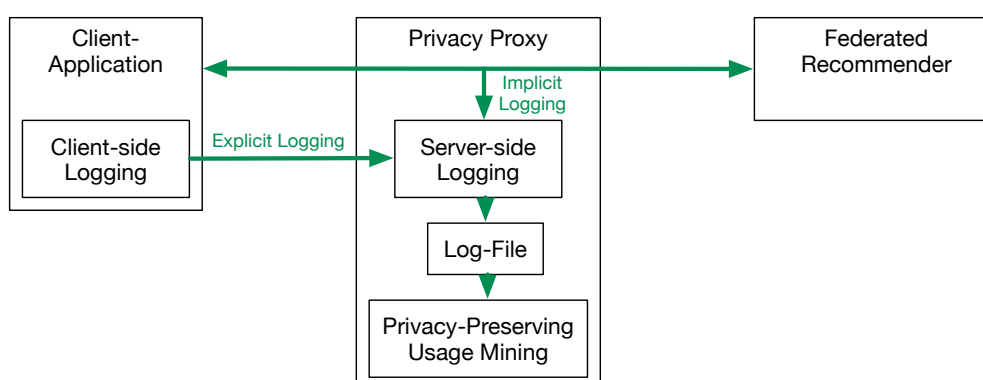 Client-
Application
Privacy Proxy
Federated
Recommender
Implicit
Logging
Explicit Logging
Client-side
Logging
Server-side
Logging
Log-File
Privacy-Preserving
Usage Mining